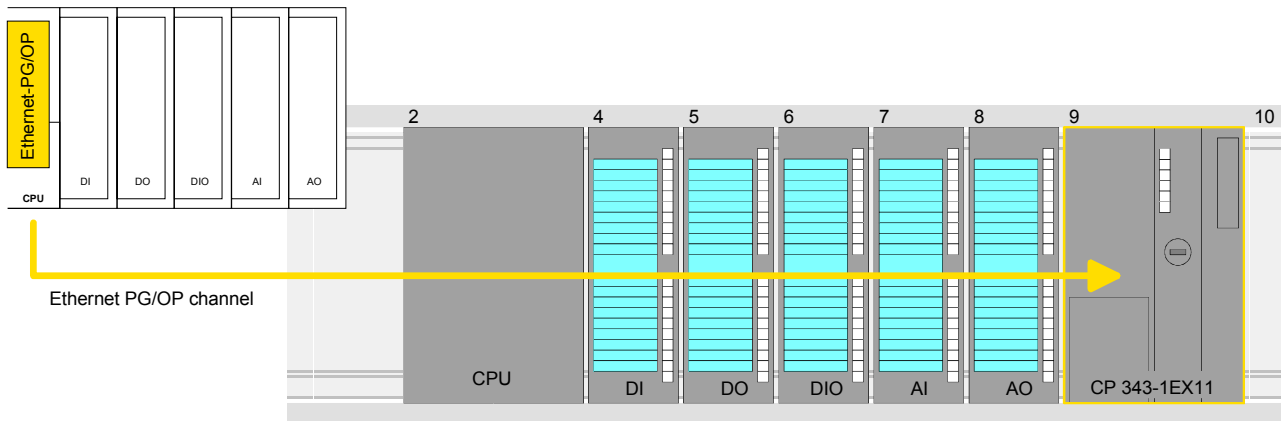 Ethernet-PG/OP
CPU
DI
DO
DIO
AI
AO
2
4
5
6
7
8
9
10
Ethernet PG/OP channel
CPU
DI
DO
DIO
AI
AO
CP 343-1EX11